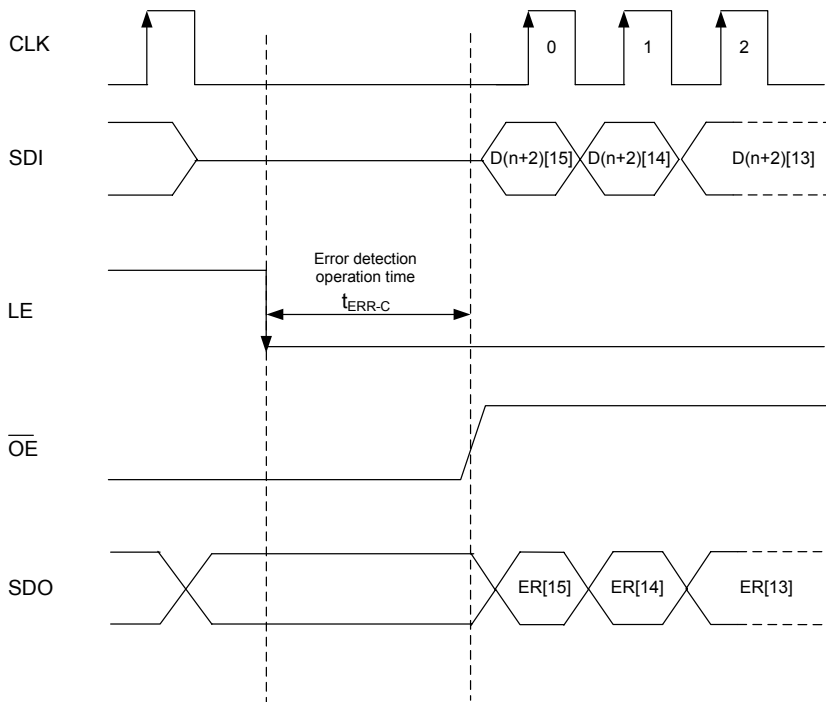 CLK
0
1
2
SDI
D(n+2)[15]
D(n+2)[14]
D(n+2)[13]
Error detection
operation time
tERR-C
LE
OE
SDO
ER[15]
ER[14]
ER[13]